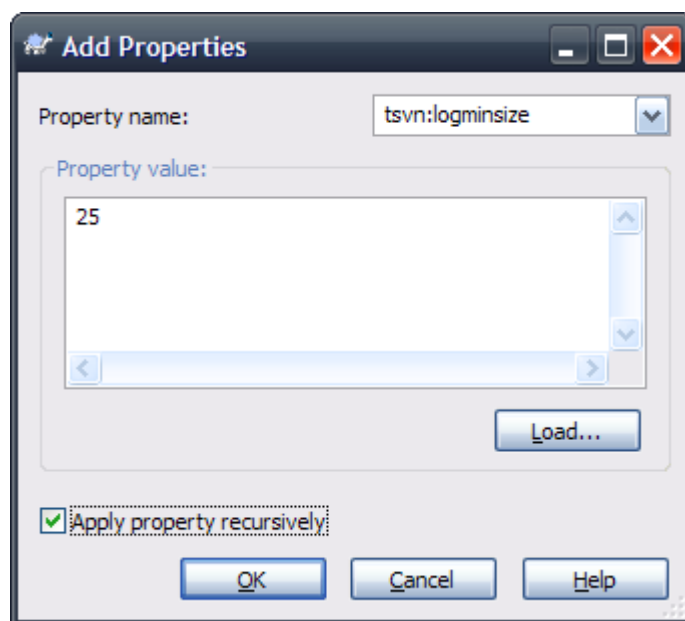 Add Properties
Property name: tsvn:logminsize
Property value:
25
Load...
Apply property recursively
OK Cancel Help